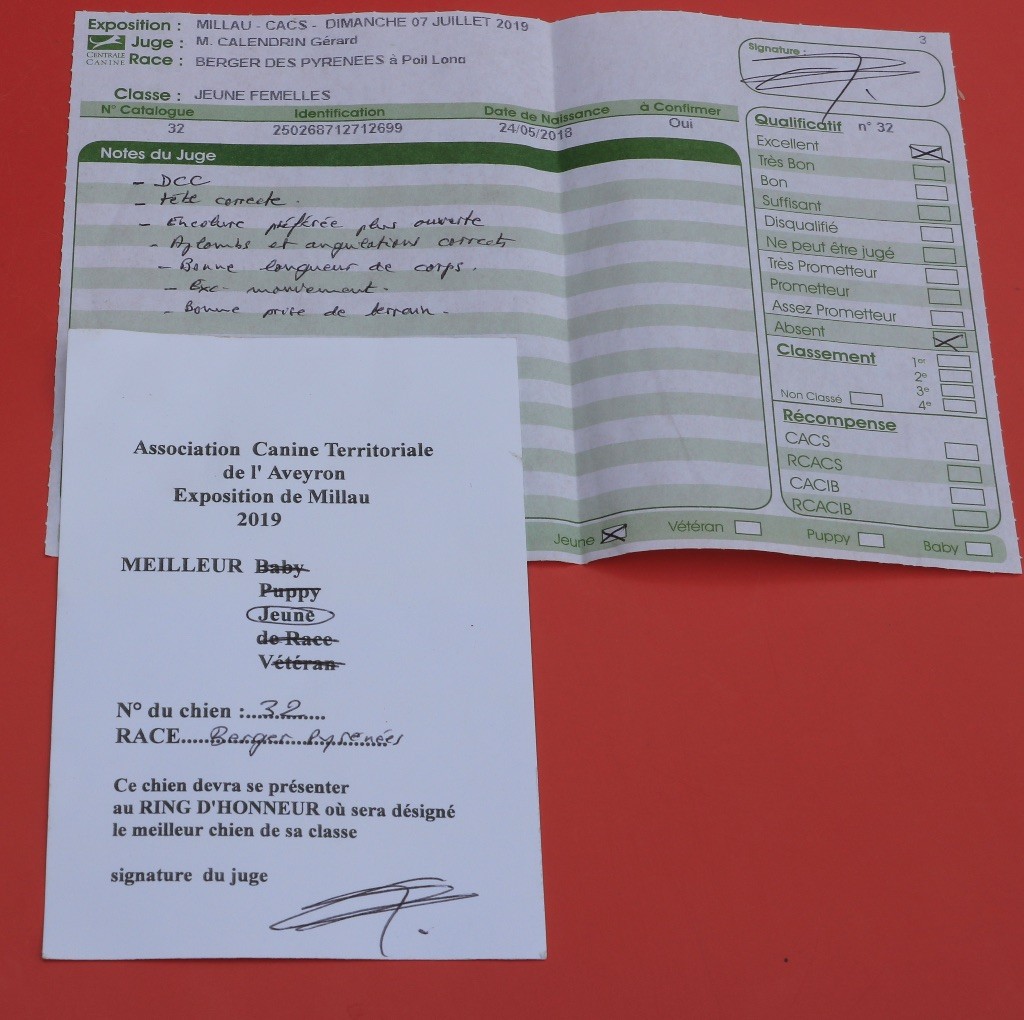 Exposition : MILLAU - CACS - DIMANCHE 07 JUILLET 2019
Juge : M. CALENDRIN Gérard
CENTRALE CANINE
Race : BERGER DES PYRENEES à Poil Long
Classe : JEUNE FEMELLES
3
signature :
N° Catalogue Identification Date de Naissance à Confirmer
32 250268712712699 24/05/2018 Oui
Notes du Juge
- DCC
- tête correcte.
- Encolure préférée plus ouverte
- Aplombs et angulations corrects
- Bonne longueur de corps.
- Exc. mouvement.
- Bonne prise de terrain.
Qualificatif n° 32
Excellent
Très Bon
Bon
Suffisant
Disqualifié
Ne peut être jugé
Très Prometteur
Prometteur
Assez Prometteur
Absent
Classement 1er
2e
3e
Non Classé 4e
Récompense
CACS
RCACS
CACIB
RCACIB
Jeune Vétéran Puppy Baby
Association Canine Territoriale
de l' Aveyron
Exposition de Millau
2019
MEILLEUR Baby
Puppy
Jeune
de Race
Vétéran
N° du chien :....32.......
RACE.....Berger Pyrenées
Ce chien devra se présenter
au RING D'HONNEUR où sera désigné
le meilleur chien de sa classe
signature du juge